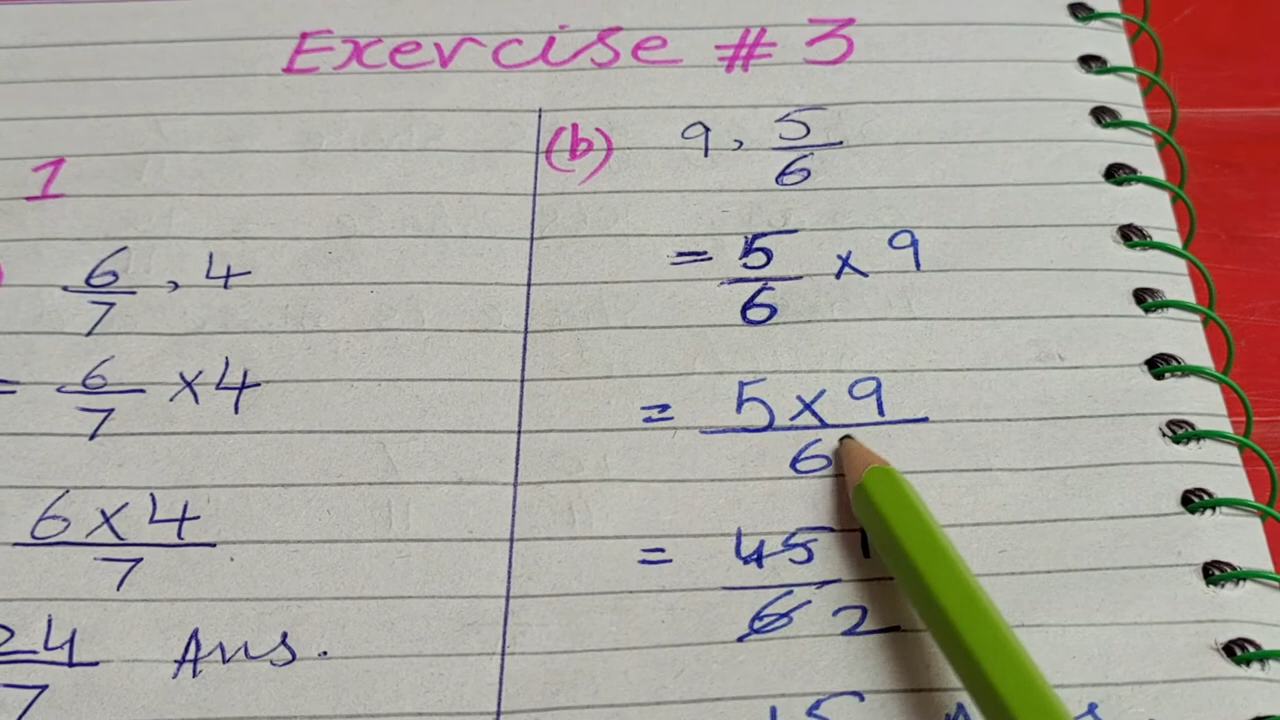 Exercise # 3
1
6/7 , 4
= 6/7 × 4
6 × 4 / 7
24/7 Ans.
(b) 9 , 5/6
= 5/6 × 9
= 5 × 9 / 6
= 45 / 6 2
15